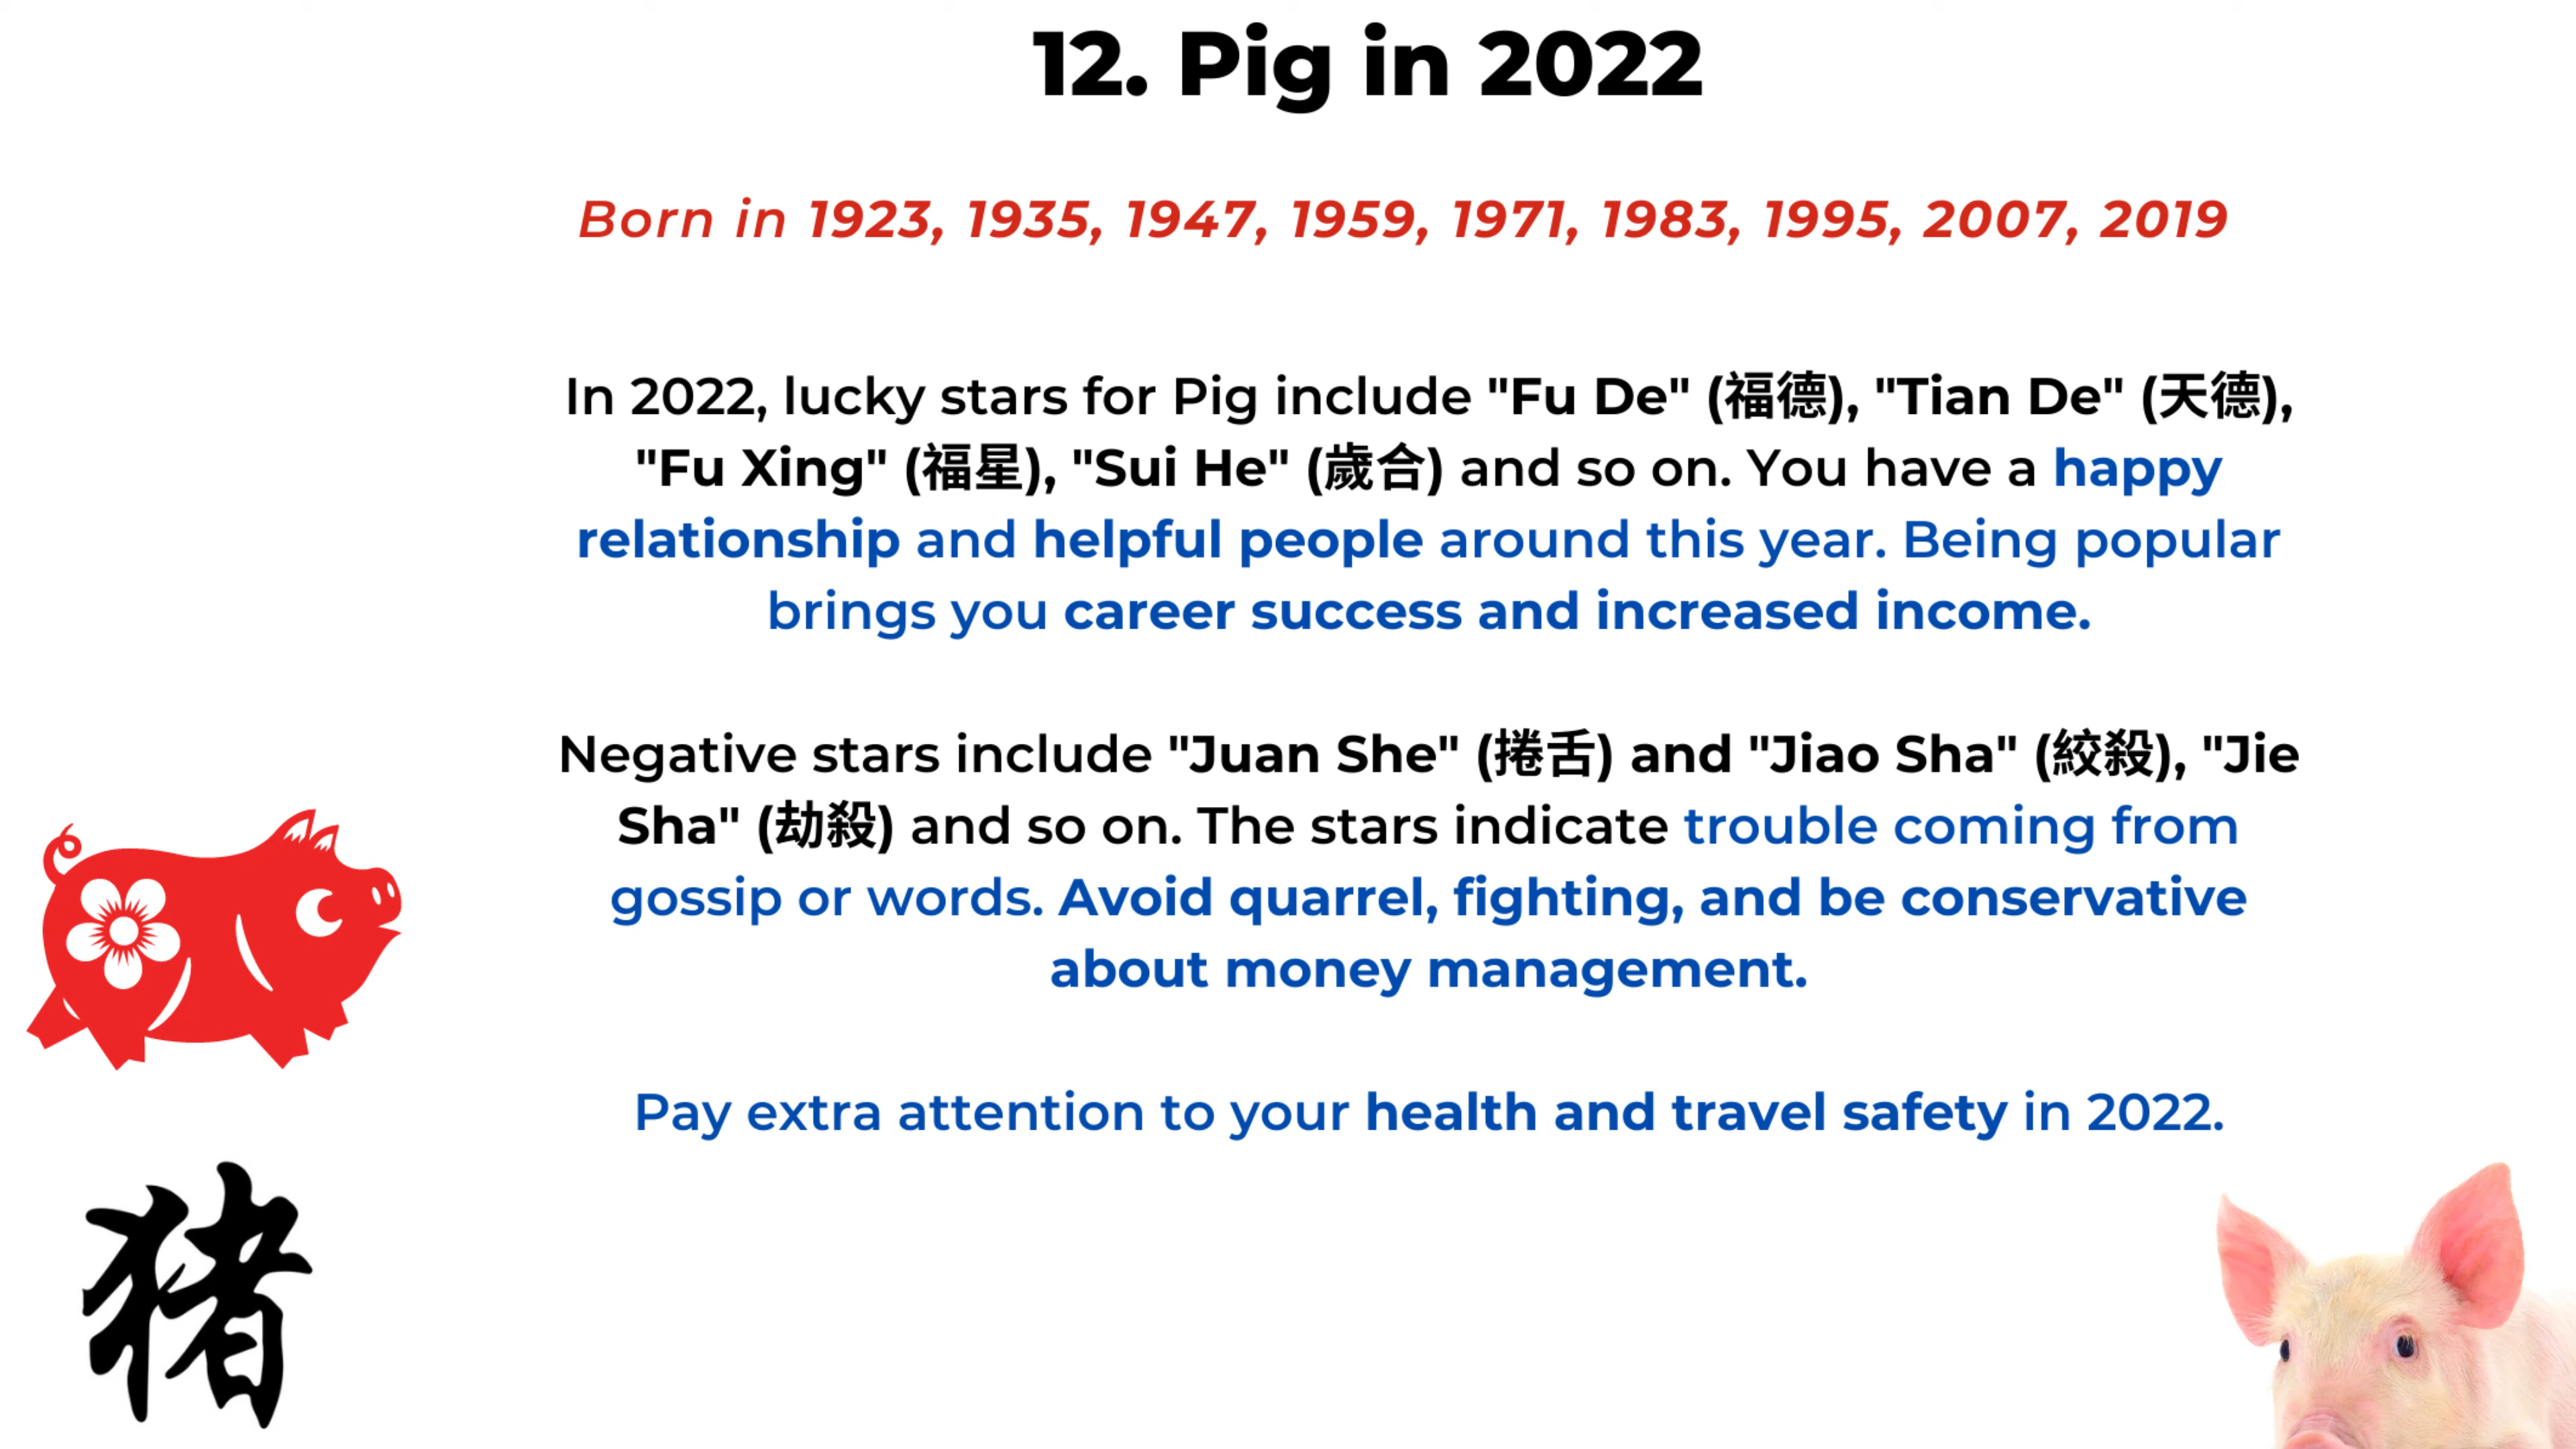 12. Pig in 2022
Born in 1923, 1935, 1947, 1959, 1971, 1983, 1995, 2007, 2019
In 2022, lucky stars for Pig include "Fu De" (福德), "Tian De" (天德),
"Fu Xing" (福星), "Sui He" (歲合) and so on. You have a happy
relationship and helpful people around this year. Being popular
brings you career success and increased income.
Negative stars include "Juan She" (捲舌) and "Jiao Sha" (絞殺), "Jie
Sha" (劫殺) and so on. The stars indicate trouble coming from
gossip or words. Avoid quarrel, fighting, and be conservative
about money management.
Pay extra attention to your health and travel safety in 2022.
猪